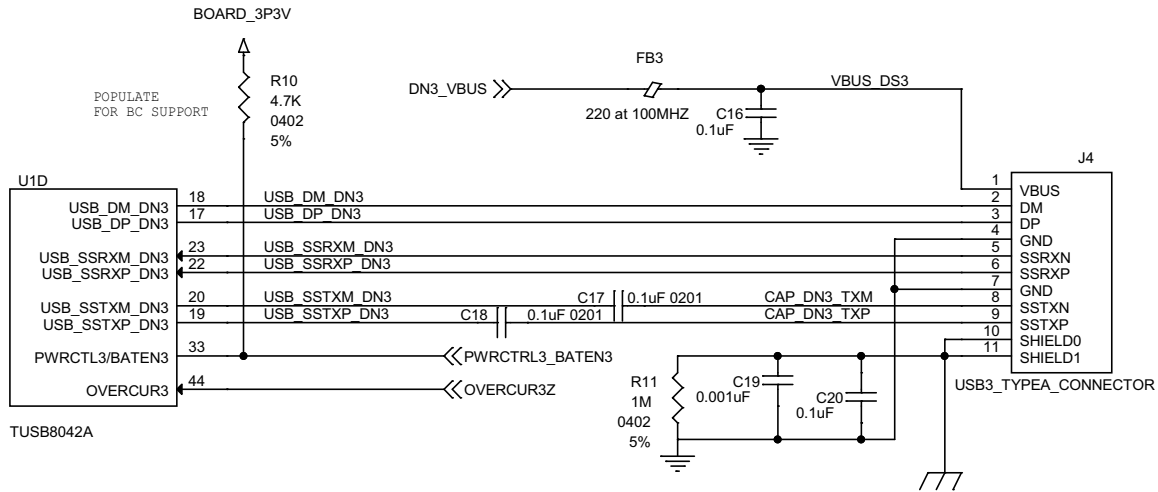 BOARD_3P3V
POPULATE
FOR BC SUPPORT
R10
4.7K
0402
5%
DN3_VBUS
FB3
220 at 100MHZ
VBUS_DS3
C16
0.1uF
J4
U1D
USB_DM_DN3 18 USB_DM_DN3
USB_DP_DN3 17 USB_DP_DN3
USB_SSRXM_DN3 23 USB_SSRXM_DN3
USB_SSRXP_DN3 22 USB_SSRXP_DN3
USB_SSTXM_DN3 20 USB_SSTXM_DN3
USB_SSTXP_DN3 19 USB_SSTXP_DN3
PWRCTL3/BATEN3 33 PWRCTRL3_BATEN3
OVERCUR3 44 OVERCUR3Z
TUSB8042A
C17 0.1uF 0201 CAP_DN3_TXM
C18 0.1uF 0201 CAP_DN3_TXP
1 VBUS
2 DM
3 DP
4 GND
5 SSRXN
6 SSRXP
7 GND
8 SSTXN
9 SSTXP
10 SHIELD0
11 SHIELD1
USB3_TYPEA_CONNECTOR
R11
1M
0402
5%
C19
0.001uF
C20
0.1uF